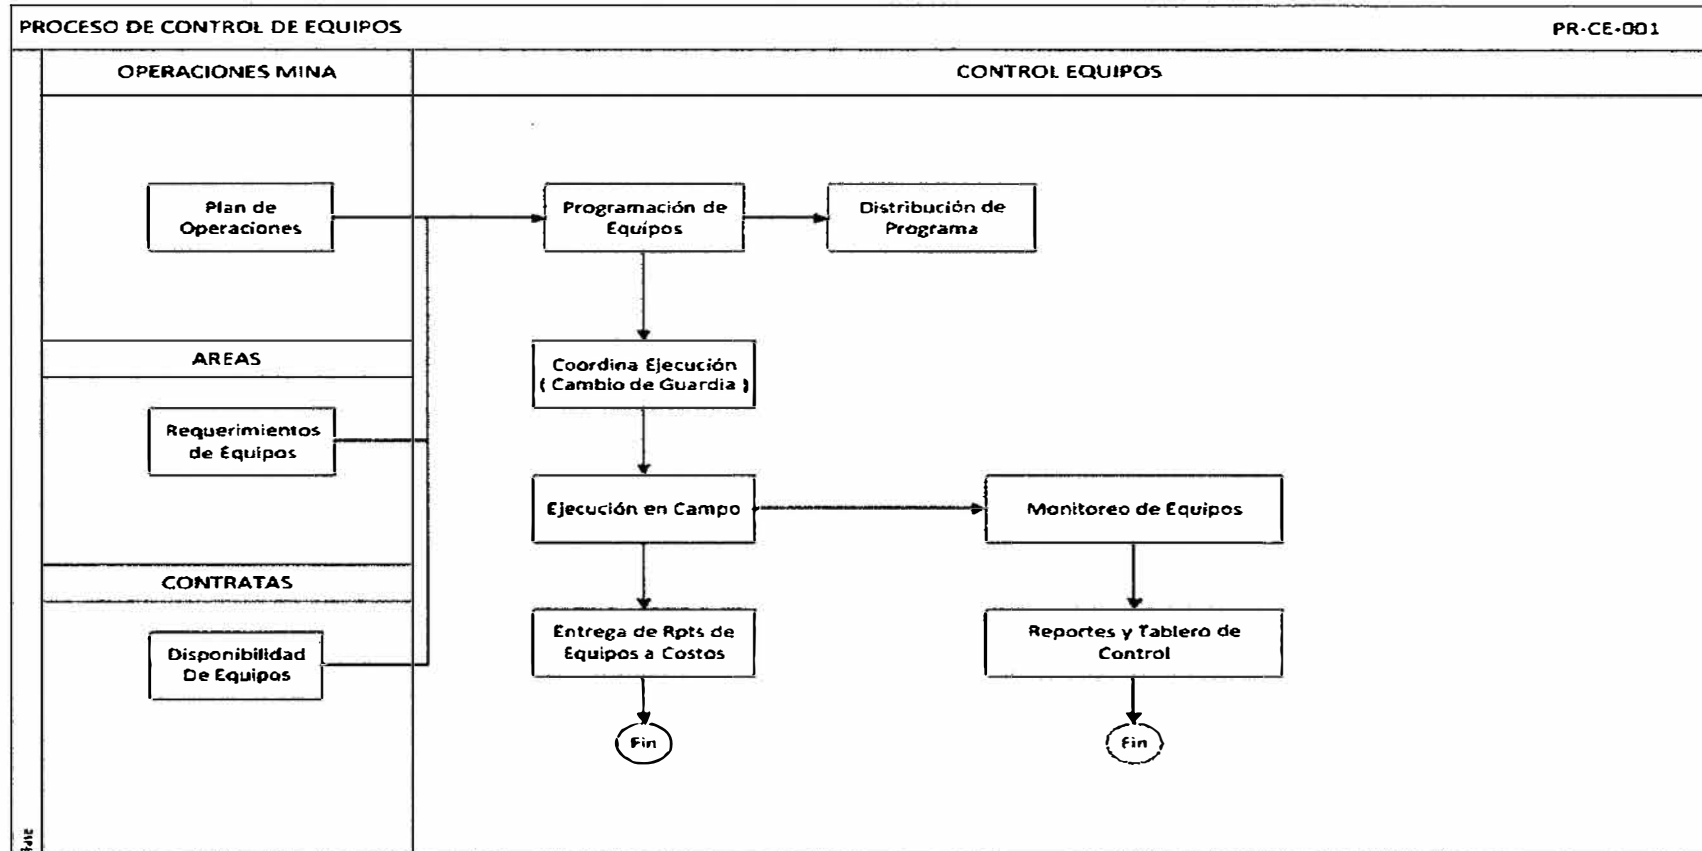 PROCESO DE CONTROL DE EQUIPOS
PR-CE-001
OPERACIONES MINA
CONTROL EQUIPOS
Plan de
Operaciones
Programación de
Equipos
Distribución de
Programa
AREAS
Coordina Ejecución
( Cambio de Guardia )
Requerimientos
de Equipos
Ejecución en Campo
Monitoreo de Equipos
CONTRATAS
Disponibilidad
De Equipos
Entrega de Rpts de
Equipos a Costos
Reportes y Tablero de
Control
Fin
Fin